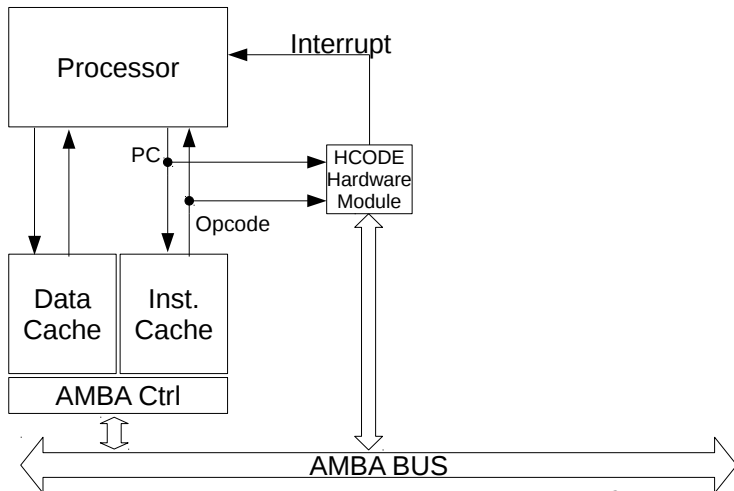 Processor
Interrupt
PC
HCODE
Hardware
Module
Opcode
Data
Cache
Inst.
Cache
AMBA Ctrl
AMBA BUS